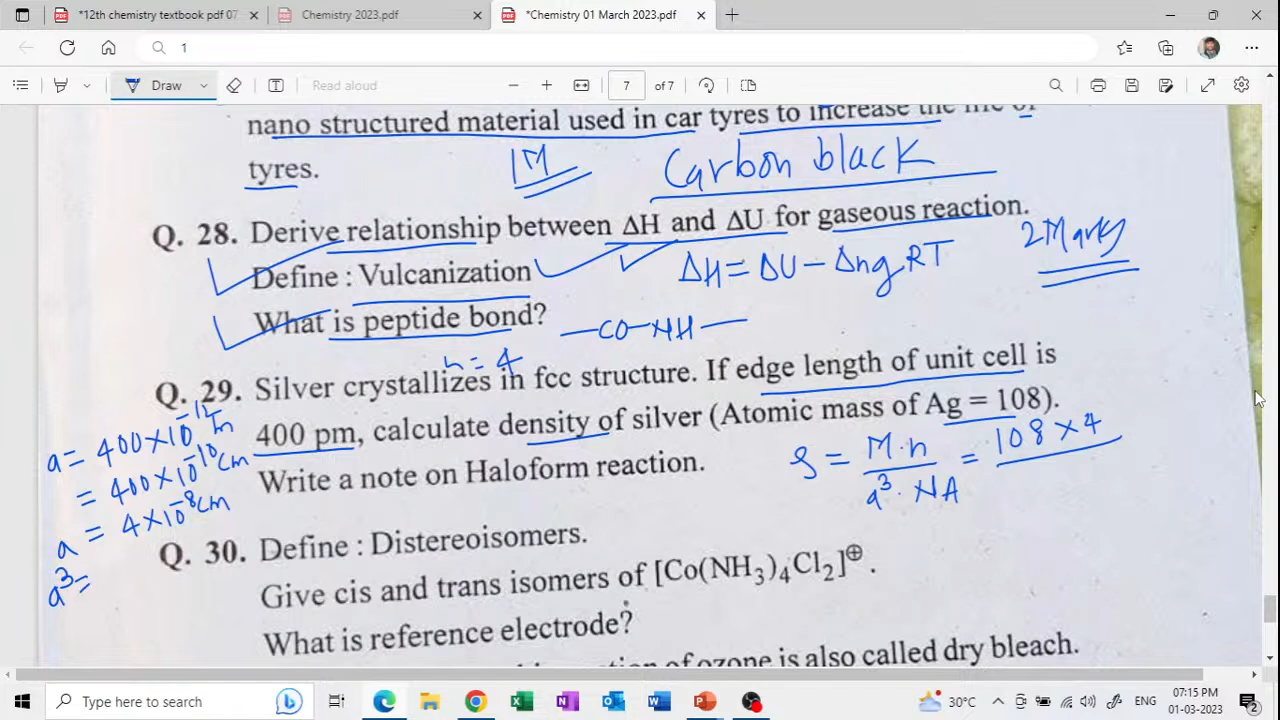 *12th chemistry textbook pdf 07
Chemistry 2023.pdf
*Chemistry 01 March 2023.pdf
1
Draw
Read aloud
7 of 7
nano structured material used in car tyres to increase the life of
tyres.
1M
Carbon black
Q. 28. Derive relationship between ΔH and ΔU for gaseous reaction.
2 Marks
Define : Vulcanization
ΔH = ΔU - Δng RT
What is peptide bond?
-CO-NH-
n = 4
Q. 29. Silver crystallizes in fcc structure. If edge length of unit cell is
400 pm, calculate density of silver (Atomic mass of Ag = 108).
a = 400 × 10⁻¹² m
= 400 × 10⁻¹⁰ cm
a = 4 × 10⁻⁸ cm
a³ =
Write a note on Haloform reaction.
ρ = M·n / a³·NA = 108 × 4
Q. 30. Define : Distereoisomers.
Give cis and trans isomers of [Co(NH₃)₄Cl₂]⊕.
What is reference electrode?
of ozone is also called dry bleach.
Type here to search
30°C
ENG
07:15 PM
01-03-2023
2